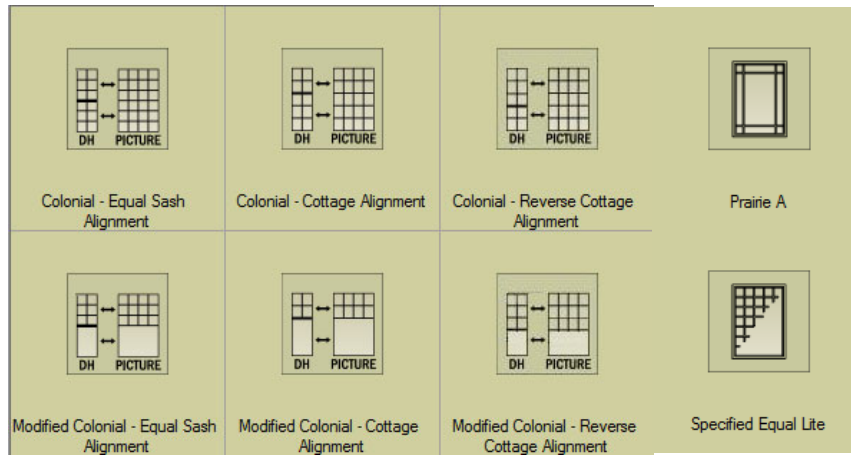 DH PICTURE
DH PICTURE
DH PICTURE
Colonial - Equal Sash
Alignment
Colonial - Cottage Alignment
Colonial - Reverse Cottage
Alignment
Prairie A
DH PICTURE
DH PICTURE
DH PICTURE
Modified Colonial - Equal Sash
Alignment
Modified Colonial - Cottage
Alignment
Modified Colonial - Reverse
Cottage Alignment
Specified Equal Lite